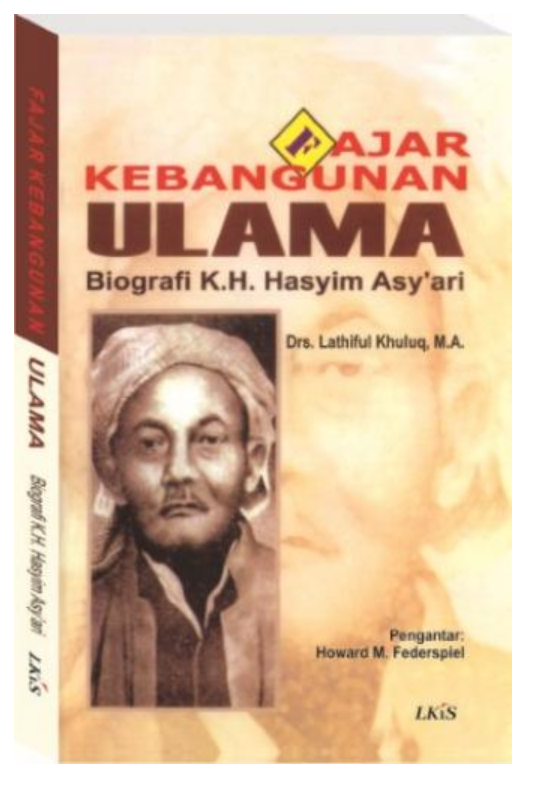 FAJAR KEBANGUNAN ULAMA Biografi K.H. Hasyim Asy'ari LKiS
FAJAR
KEBANGUNAN
ULAMA
Biografi K.H. Hasyim Asy'ari
Drs. Lathiful Khuluq, M.A.
Pengantar:
Howard M. Federspiel
LKiS